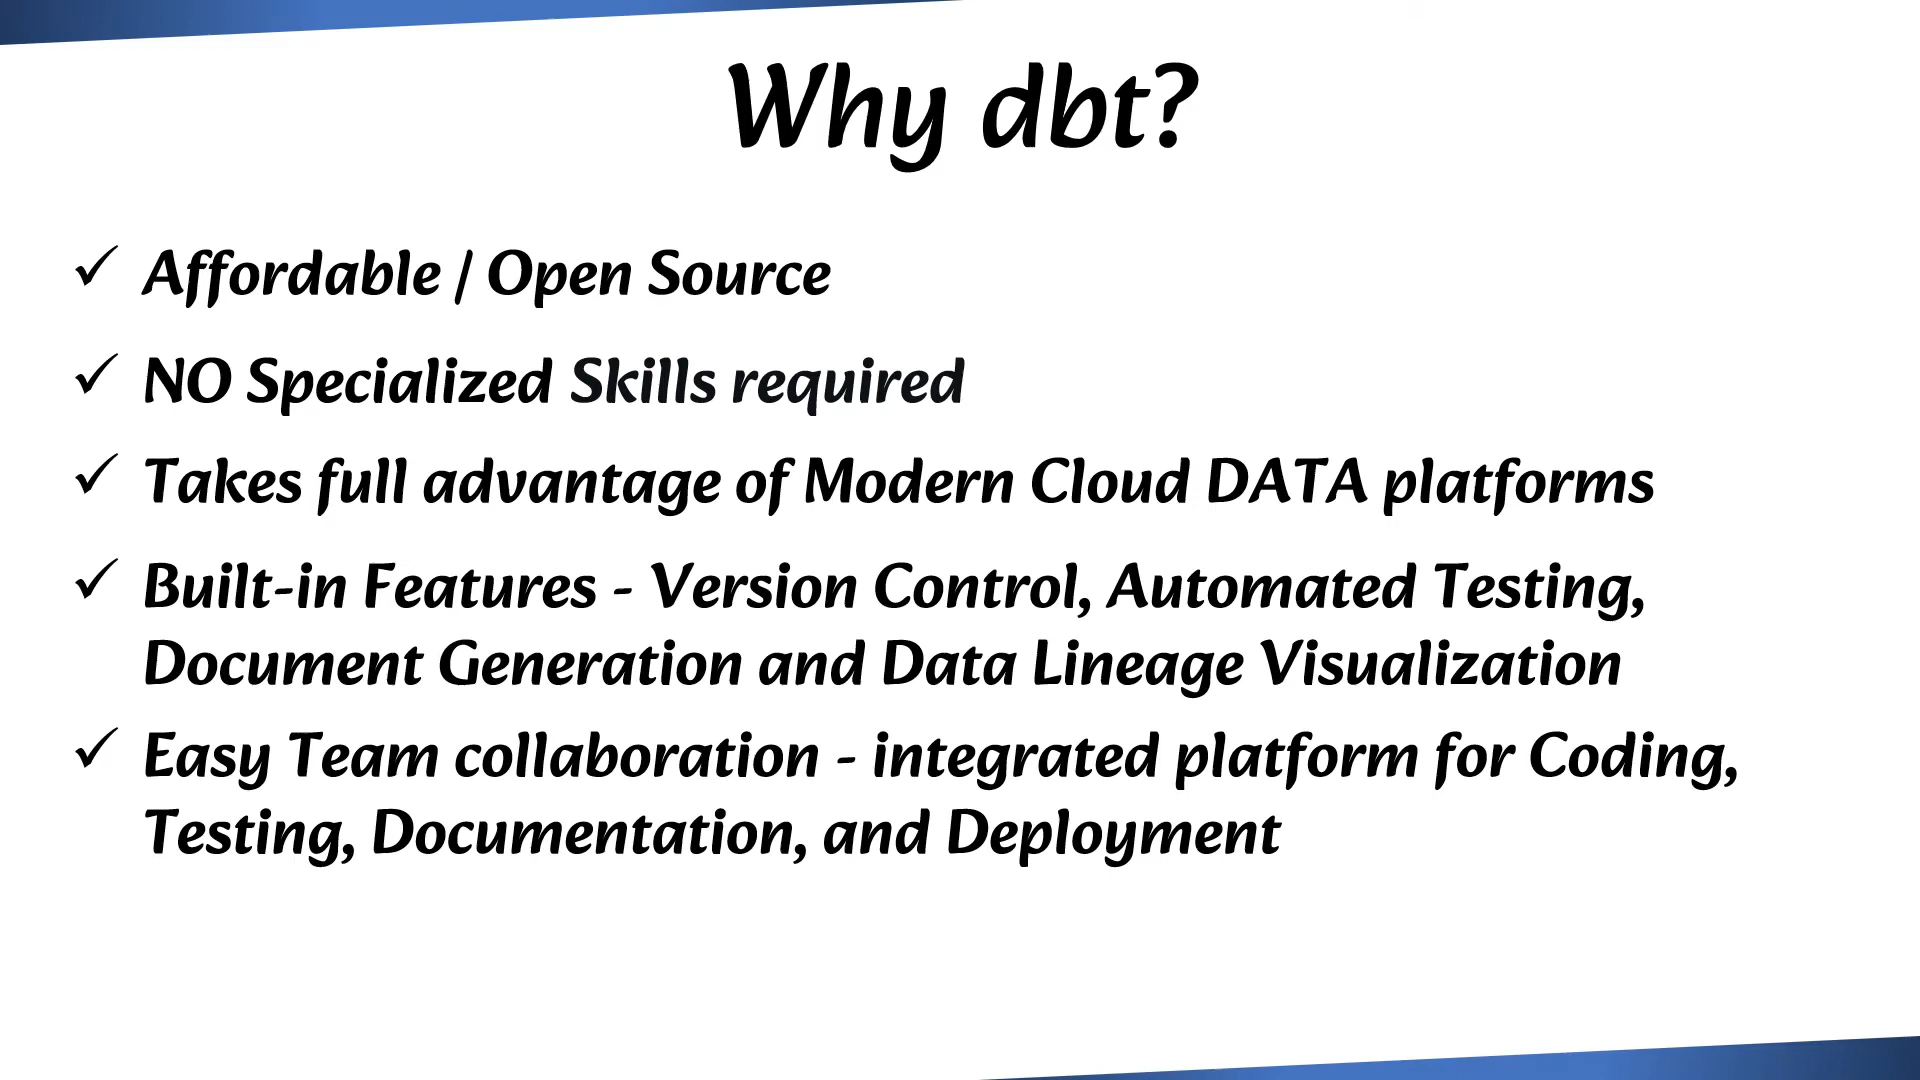 Why dbt?
✓ Affordable / Open Source
✓ NO Specialized Skills required
✓ Takes full advantage of Modern Cloud DATA platforms
✓ Built-in Features - Version Control, Automated Testing,
Document Generation and Data Lineage Visualization
✓ Easy Team collaboration - integrated platform for Coding,
Testing, Documentation, and Deployment